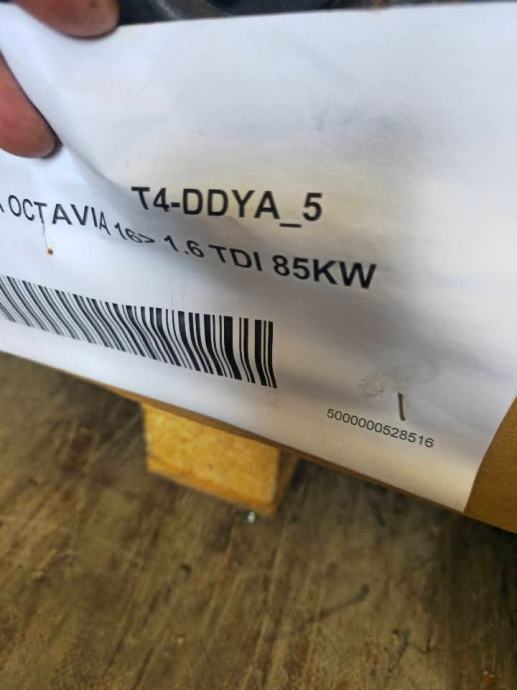 T4-DDYA_5
OCTAVIA 16> 1.6 TDI 85KW
5000000528516